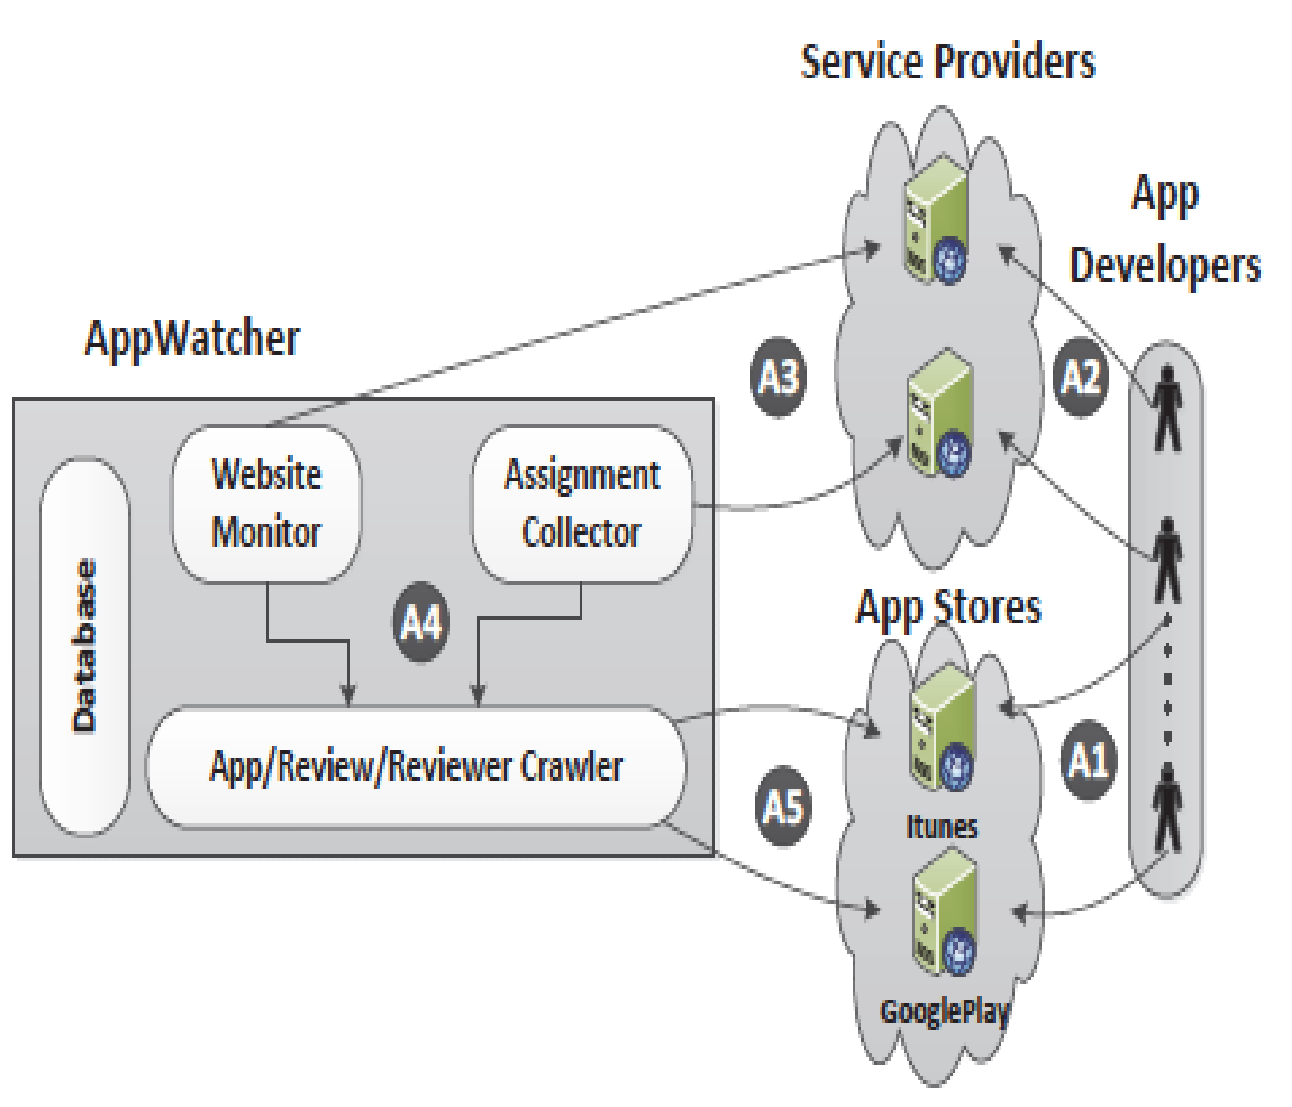 Service Providers
App
Developers
AppWatcher
A3
A2
Website
Monitor
Assignment
Collector
Database
A4
App Stores
App/Review/Reviewer Crawler
A5
A1
Itunes
GooglePlay